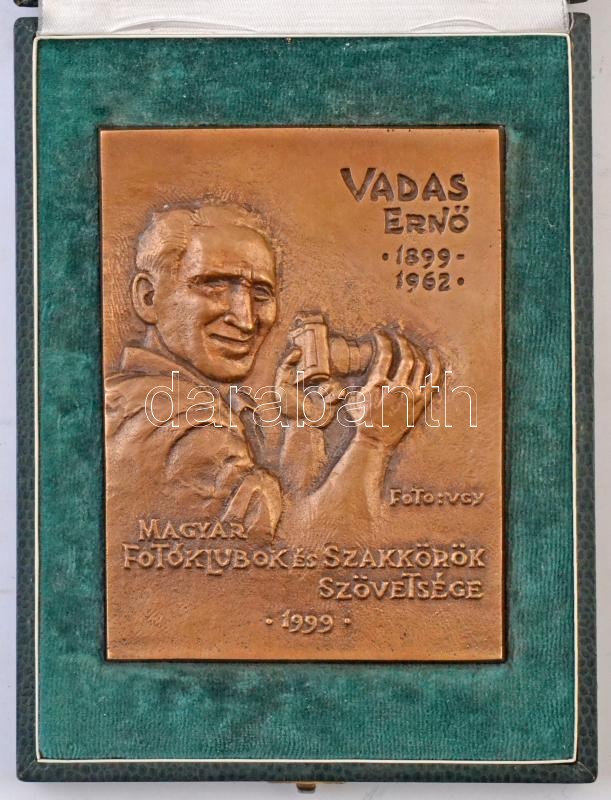 VADAS
ERNŐ
·1899-
1962·
darabanth
FOTO: VGY
MAGYAR
FOTÓKLUBOK ÉS SZAKKÖRÖK
SZÖVETSÉGE
·1999·